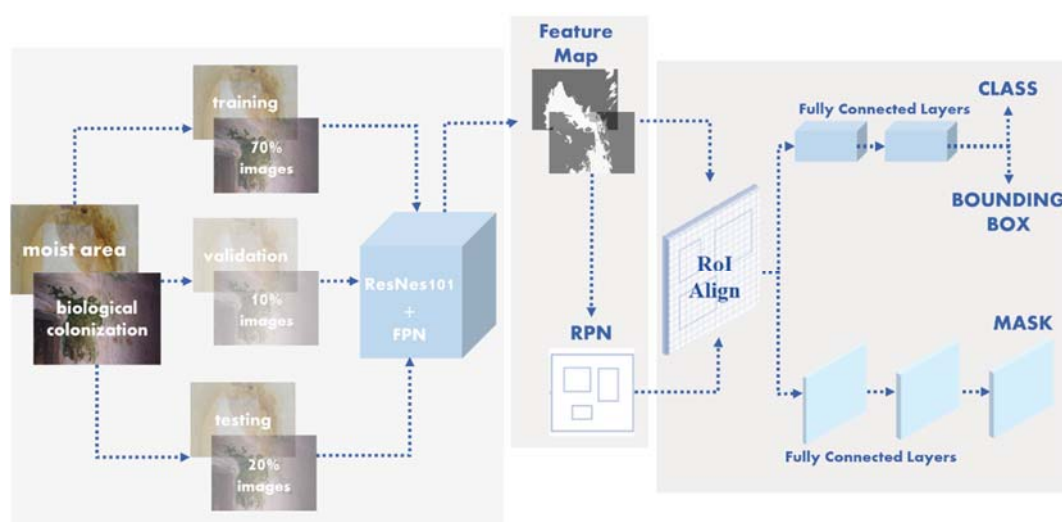 moist area
biological
colonization
training
70%
images
validation
10%
images
testing
20%
images
ResNes101
+
FPN
Feature
Map
RPN
RoI
Align
Fully Connected Layers
CLASS
BOUNDING
BOX
MASK
Fully Connected Layers